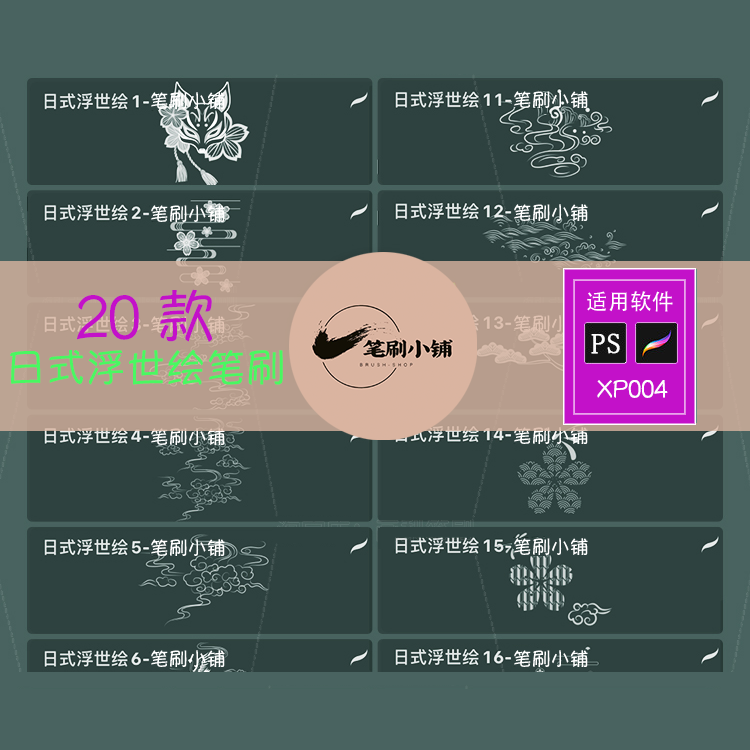 日式浮世绘 1-笔刷小铺
日式浮世绘 11-笔刷小铺
日式浮世绘 2-笔刷小铺
日式浮世绘 12-笔刷小铺
20 款
日式浮世绘笔刷
笔刷小铺
BRUSH-SHOP
13-
适用软件
PS
XP004
日式浮世绘 4-笔刷小铺
日式浮世绘 14-笔刷小铺
日式浮世绘 5-笔刷小铺
日式浮世绘 15-笔刷小铺
日式浮世绘 6-笔刷小铺
日式浮世绘 16-笔刷小铺